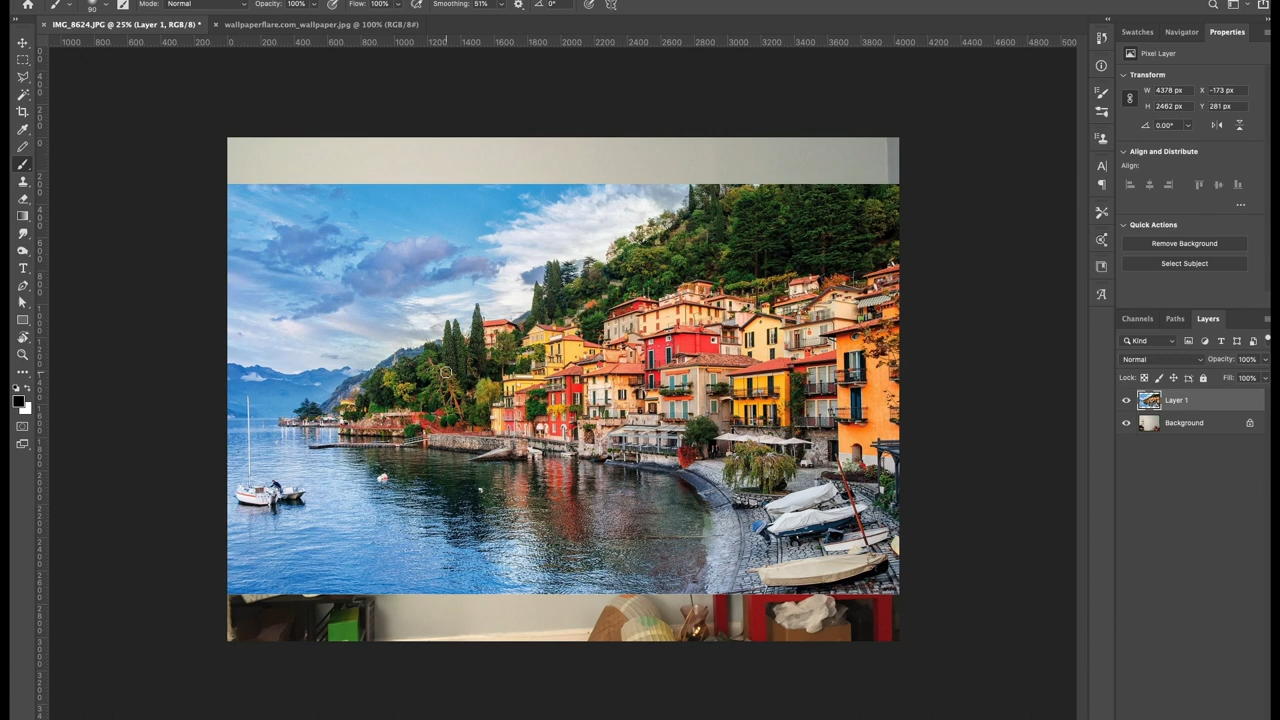 Mode: Normal Opacity: 100% Flow: 100% Smoothing: 51% 0°
90
IMG_8624.JPG @ 25% (Layer 1, RGB/8) * wallpaperflare.com_wallpaper.jpg @ 100% (RGB/8#)
1000 800 600 400 200 0 200 400 600 800 1000 1200 1400 1600 1800 2000 2200 2400 2600 2800 3000 3200 3400 3600 3800 4000 4200 4400 4600 4800 500
Swatches Navigator Properties
Pixel Layer
Transform
W 4378 px X -173 px
H 2462 px Y 281 px
0.00°
Align and Distribute
Align:
Quick Actions
Remove Background
Select Subject
Channels Paths Layers
Kind
Normal Opacity: 100%
Lock: Fill: 100%
Layer 1
Background